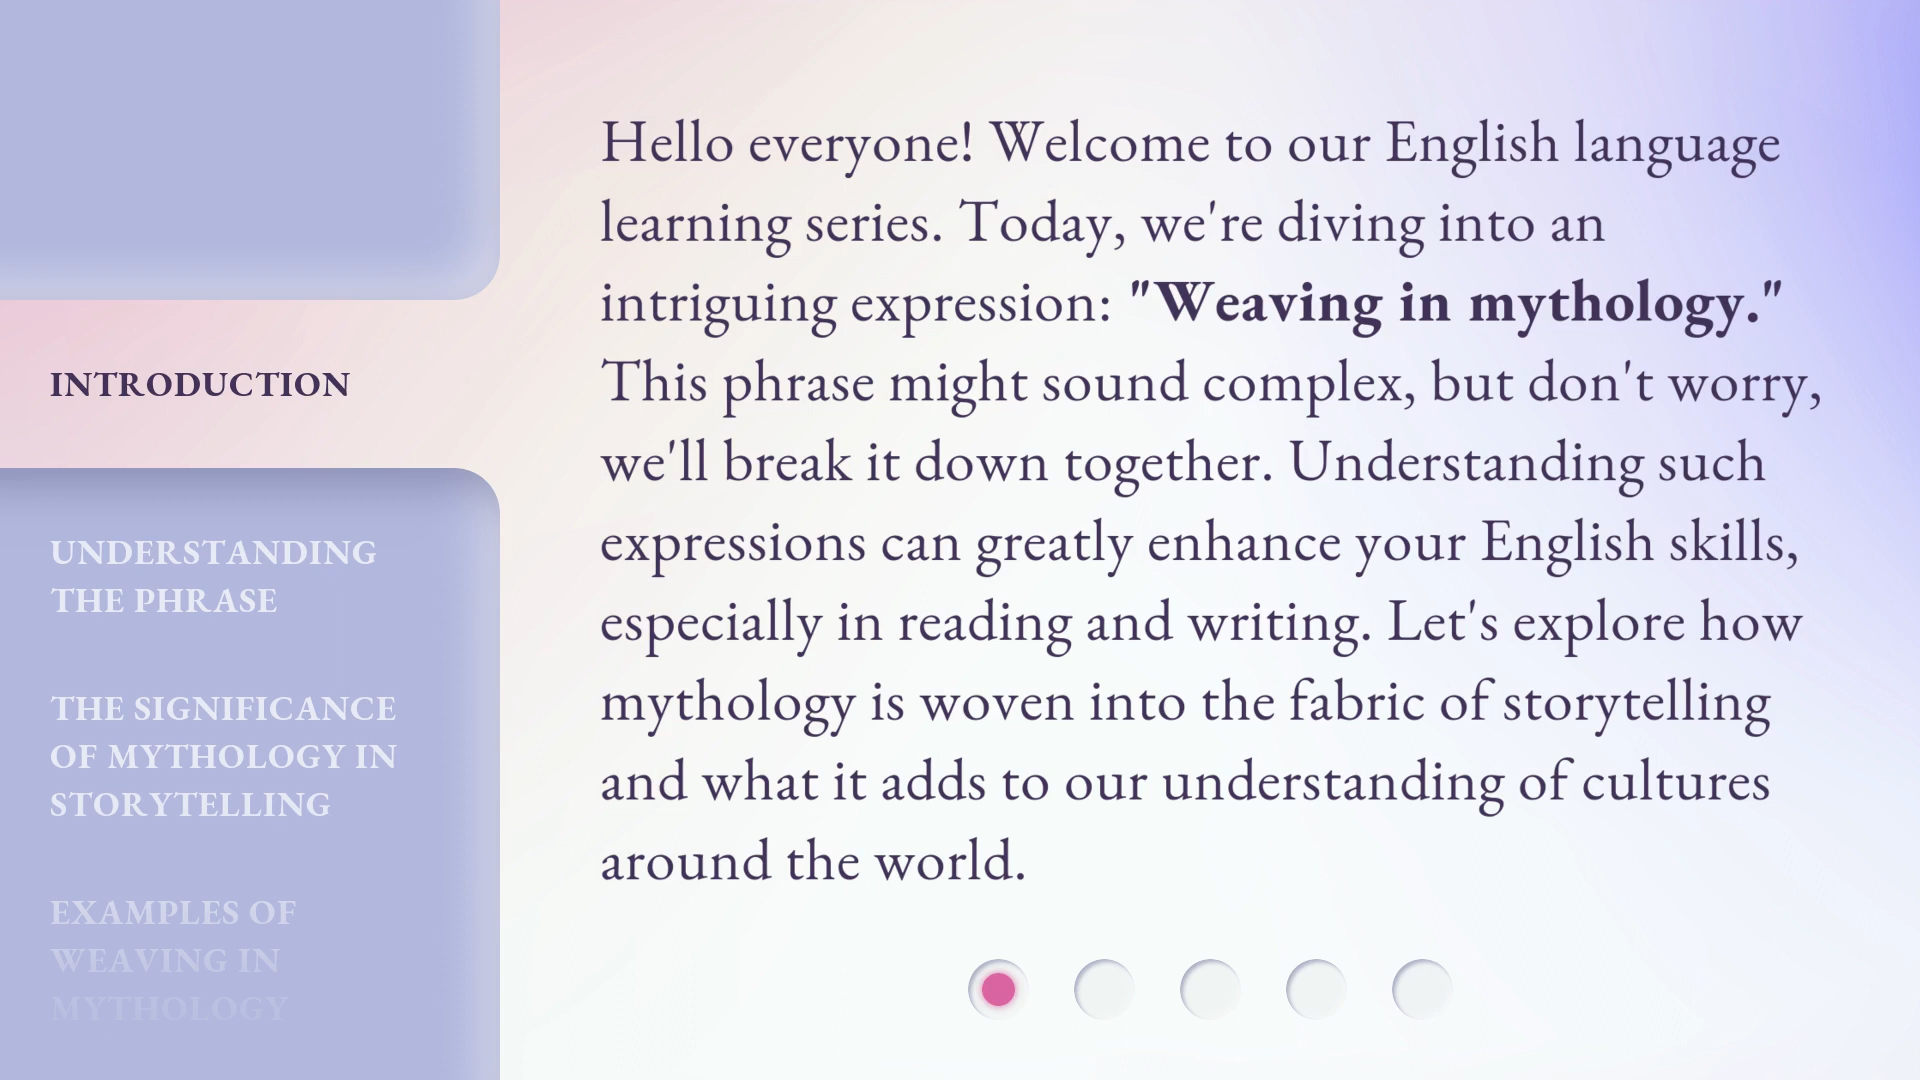 INTRODUCTION
UNDERSTANDING
THE PHRASE
THE SIGNIFICANCE
OF MYTHOLOGY IN
STORYTELLING
EXAMPLES OF
WEAVING IN
MYTHOLOGY
Hello everyone! Welcome to our English language
learning series. Today, we're diving into an
intriguing expression: "Weaving in mythology."
This phrase might sound complex, but don't worry,
we'll break it down together. Understanding such
expressions can greatly enhance your English skills,
especially in reading and writing. Let's explore how
mythology is woven into the fabric of storytelling
and what it adds to our understanding of cultures
around the world.